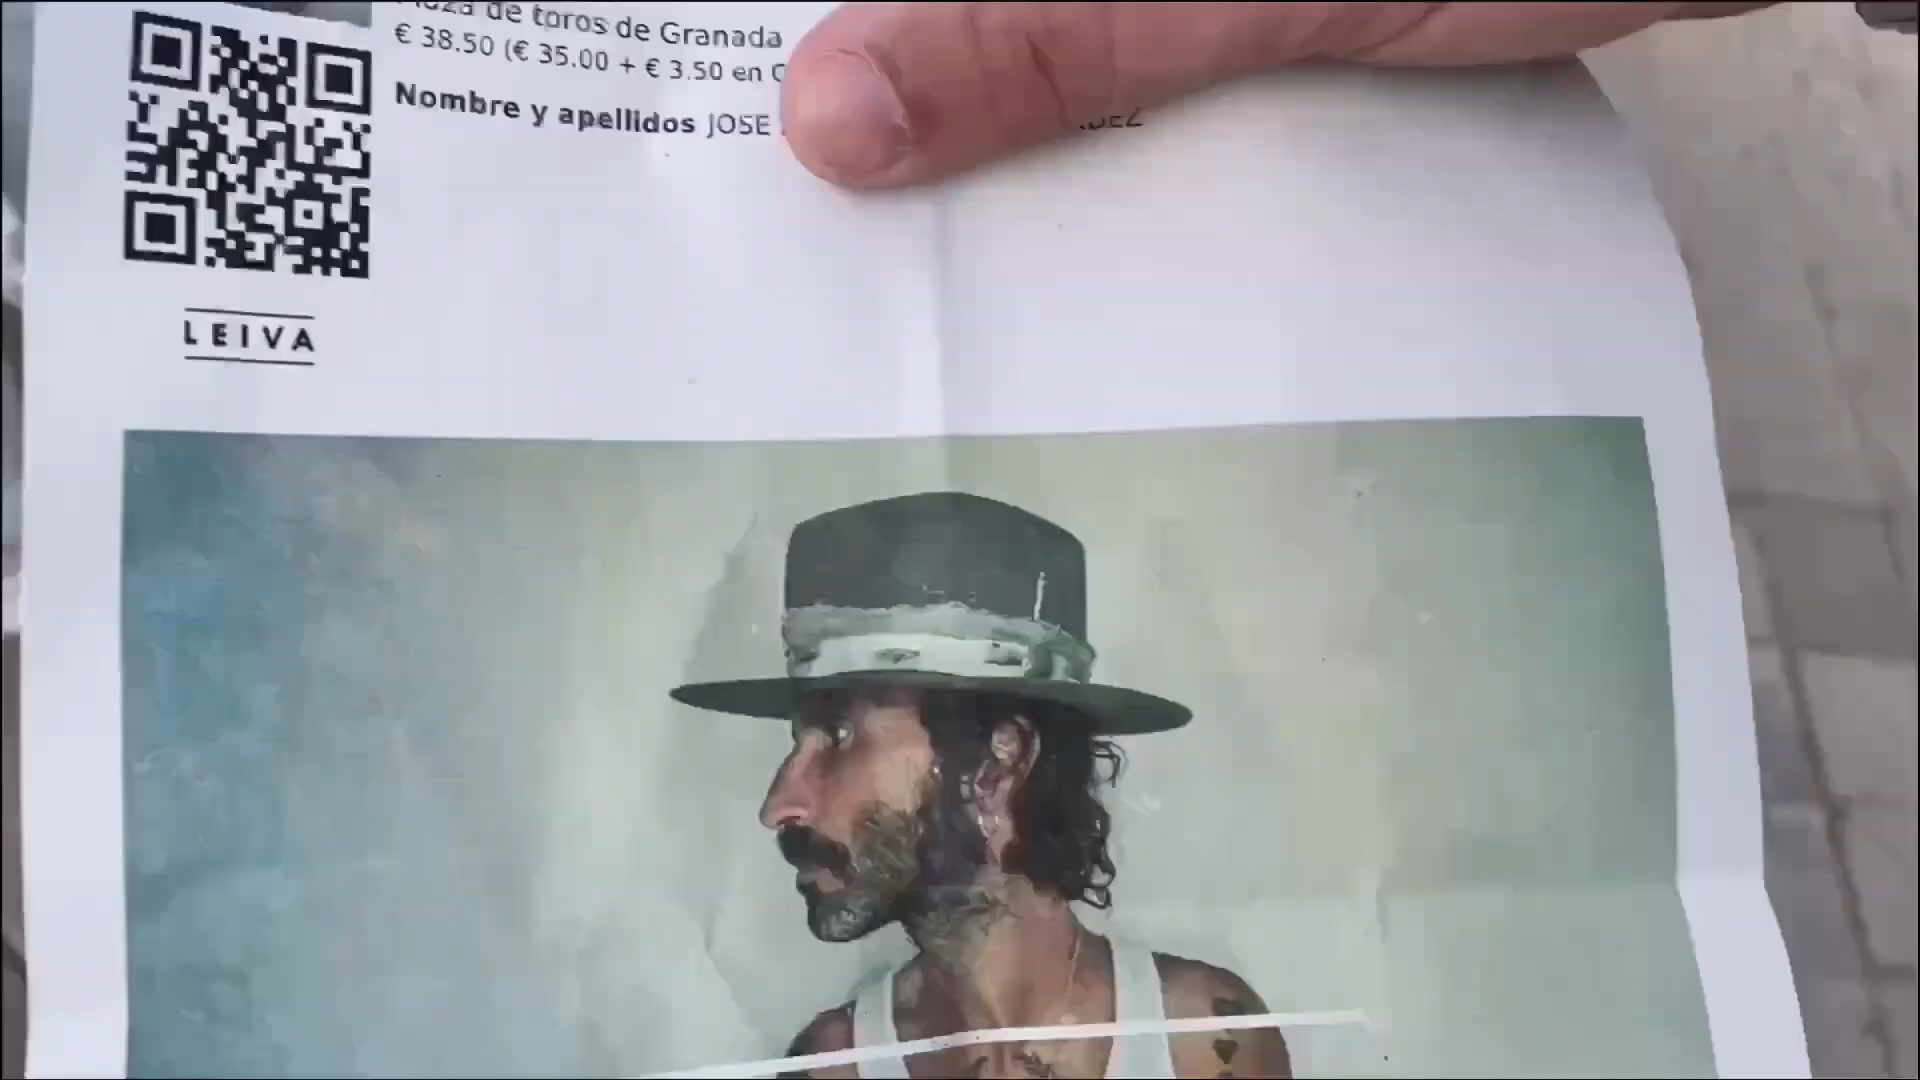 de toros de Granada
€ 38.50 (€ 35.00 + € 3.50 en
Nombre y apellidos JOSE
LEIVA